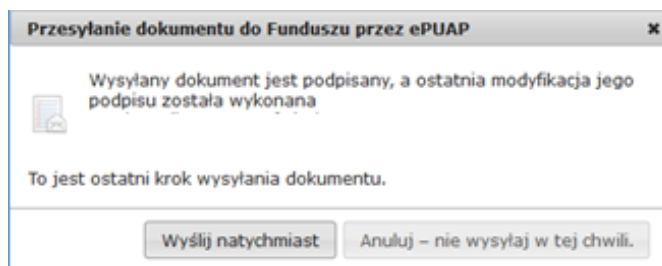 Przesyłanie dokumentu do Funduszu przez ePUAP
Wysyłany dokument jest podpisany, a ostatnia modyfikacja jego
podpisu została wykonana
To jest ostatni krok wysyłania dokumentu.
Wyślij natychmiast Anuluj – nie wysyłaj w tej chwili.